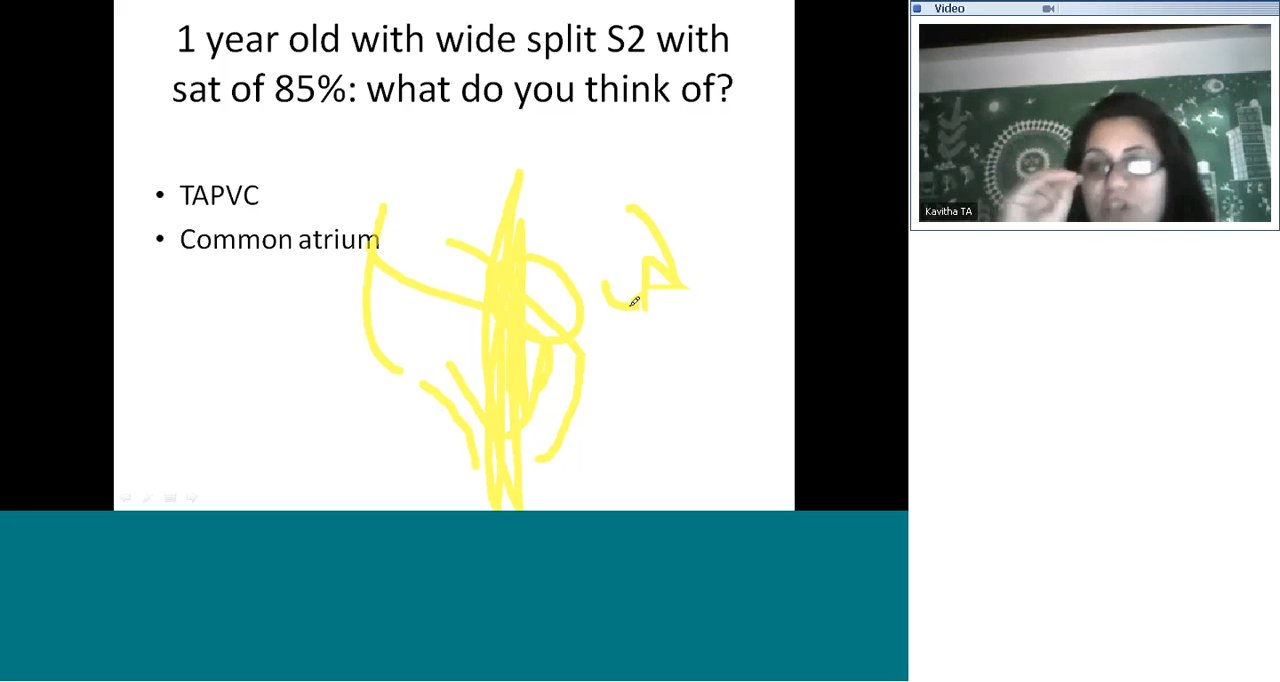 1 year old with wide split S2 with
sat of 85%: what do you think of?
• TAPVC
• Common atrium
Video
Kavitha TA